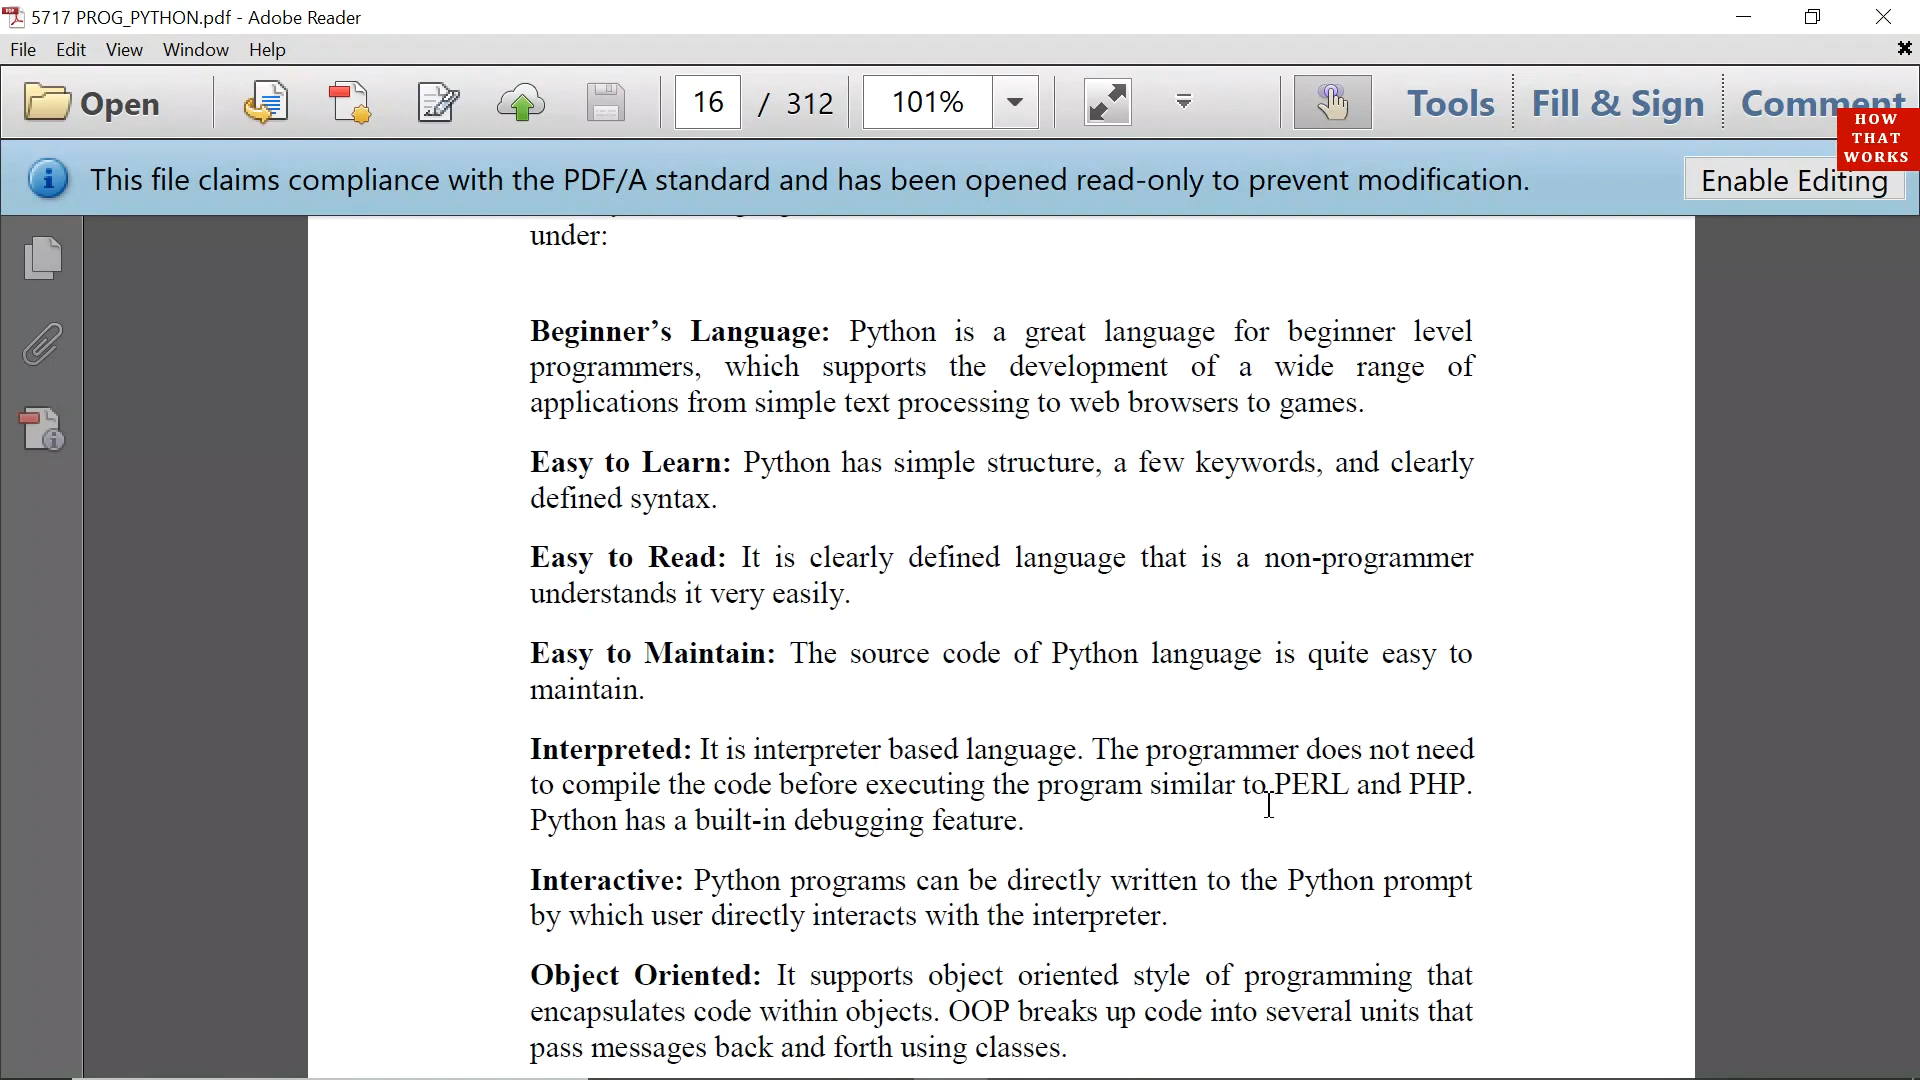 5717 PROG_PYTHON.pdf - Adobe Reader
File Edit View Window Help
Open 16 / 312 101% Tools Fill & Sign Comment
HOW
THAT
WORKS
This file claims compliance with the PDF/A standard and has been opened read-only to prevent modification. Enable Editing
under:
Beginner’s Language: Python is a great language for beginner level
programmers, which supports the development of a wide range of
applications from simple text processing to web browsers to games.
Easy to Learn: Python has simple structure, a few keywords, and clearly
defined syntax.
Easy to Read: It is clearly defined language that is a non-programmer
understands it very easily.
Easy to Maintain: The source code of Python language is quite easy to
maintain.
Interpreted: It is interpreter based language. The programmer does not need
to compile the code before executing the program similar to PERL and PHP.
Python has a built-in debugging feature.
Interactive: Python programs can be directly written to the Python prompt
by which user directly interacts with the interpreter.
Object Oriented: It supports object oriented style of programming that
encapsulates code within objects. OOP breaks up code into several units that
pass messages back and forth using classes.